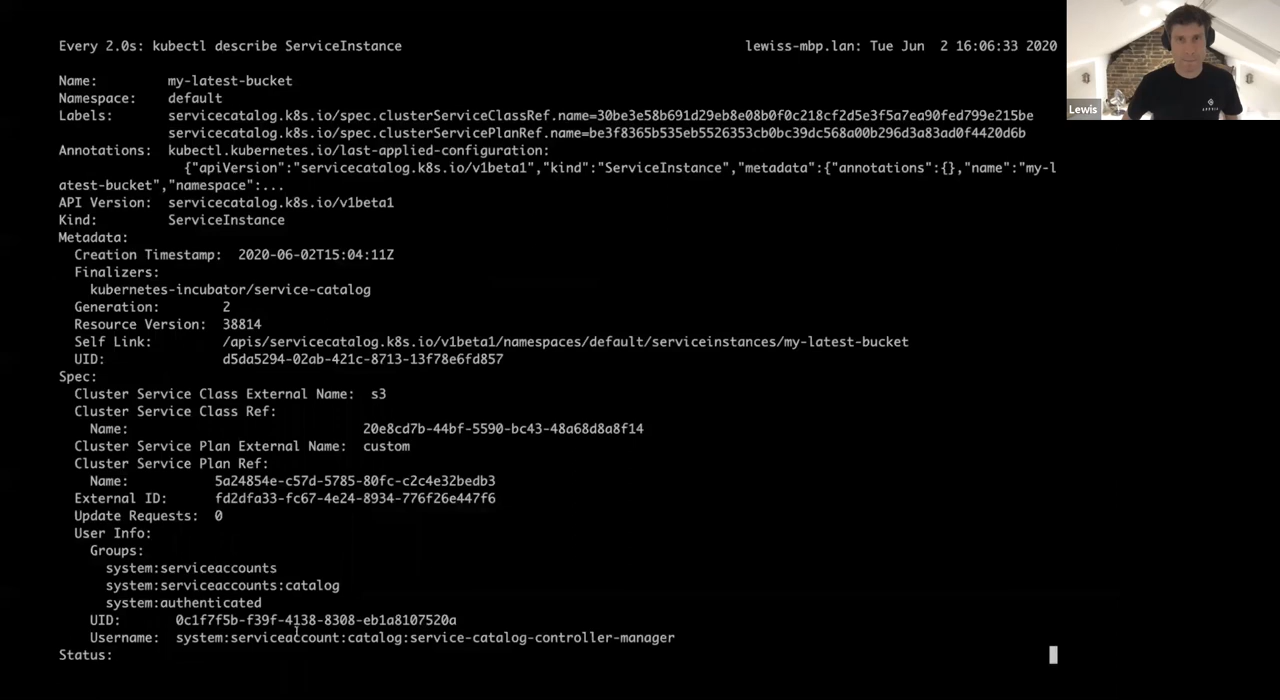 Every 2.0s: kubectl describe ServiceInstance lewiss-mbp.lan: Tue Jun 2 16:06:33 2020
Name: my-latest-bucket
Namespace: default
Labels: servicecatalog.k8s.io/spec.clusterServiceClassRef.name=30be3e58b691d29eb8e08b0f0c218cf2d5e3f5a7ea90fed799e215be
servicecatalog.k8s.io/spec.clusterServicePlanRef.name=be3f8365b535eb5526353cb0bc39dc568a00b296d3a83ad0f4420d6b
Annotations: kubectl.kubernetes.io/last-applied-configuration:
{"apiVersion":"servicecatalog.k8s.io/v1beta1","kind":"ServiceInstance","metadata":{"annotations":{},"name":"my-l
atest-bucket","namespace":...
API Version: servicecatalog.k8s.io/v1beta1
Kind: ServiceInstance
Metadata:
Creation Timestamp: 2020-06-02T15:04:11Z
Finalizers:
kubernetes-incubator/service-catalog
Generation: 2
Resource Version: 38814
Self Link: /apis/servicecatalog.k8s.io/v1beta1/namespaces/default/serviceinstances/my-latest-bucket
UID: d5da5294-02ab-421c-8713-13f78e6fd857
Spec:
Cluster Service Class External Name: s3
Cluster Service Class Ref:
Name: 20e8cd7b-44bf-5590-bc43-48a68d8a8f14
Cluster Service Plan External Name: custom
Cluster Service Plan Ref:
Name: 5a24854e-c57d-5785-80fc-c2c4e32bedb3
External ID: fd2dfa33-fc67-4e24-8934-776f26e447f6
Update Requests: 0
User Info:
Groups:
system:serviceaccounts
system:serviceaccounts:catalog
system:authenticated
UID: 0c1f7f5b-f39f-4138-8308-eb1a8107520a
Username: system:serviceaccount:catalog:service-catalog-controller-manager
Status:
Lewis